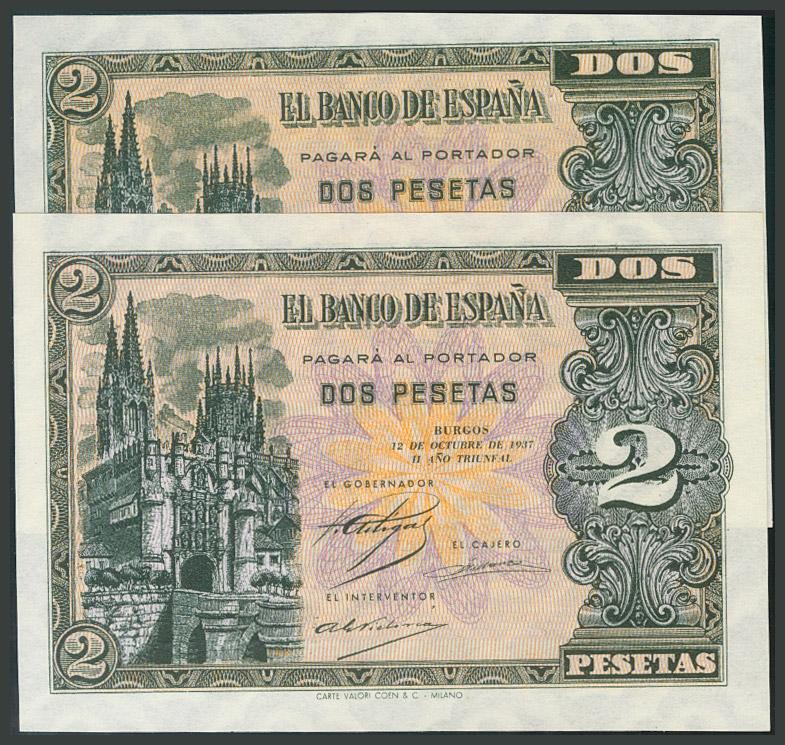 2
DOS
EL BANCO DE ESPAÑA
PAGARÁ AL PORTADOR
DOS PESETAS
2
DOS
EL BANCO DE ESPAÑA
PAGARÁ AL PORTADOR
DOS PESETAS
BURGOS
12 DE OCTUBRE DE 1937
II AÑO TRIUNFAL
2
EL GOBERNADOR
EL CAJERO
EL INTERVENTOR
2
PESETAS
CARTE VALORI COEN & C. - MILANO